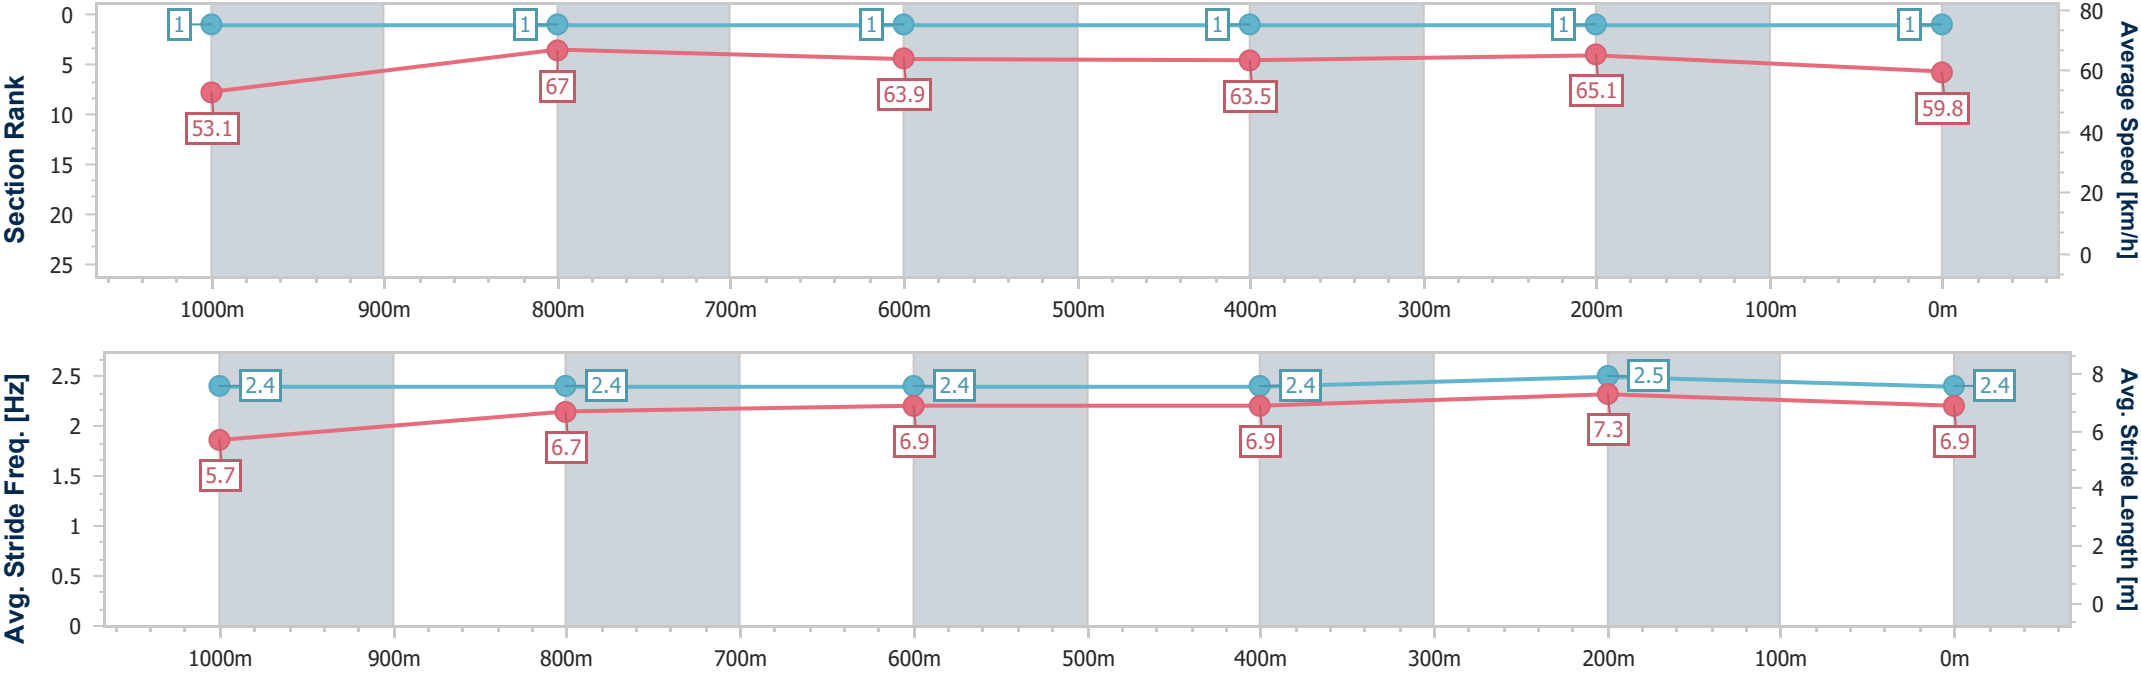 Section Rank
0
5
10
15
20
25
1
1
1
1
1
1
53.1
67
63.9
63.5
65.1
59.8
80
60
40
20
0
Average Speed [km/h]
1000m
900m
800m
700m
600m
500m
400m
300m
200m
100m
0m
Avg. Stride Freq. [Hz]
2.5
2
1.5
1
0.5
0
2.4
2.4
2.4
2.4
2.5
2.4
5.7
6.7
6.9
6.9
7.3
6.9
8
6
4
2
0
Avg. Stride Length [m]
1000m
900m
800m
700m
600m
500m
400m
300m
200m
100m
0m